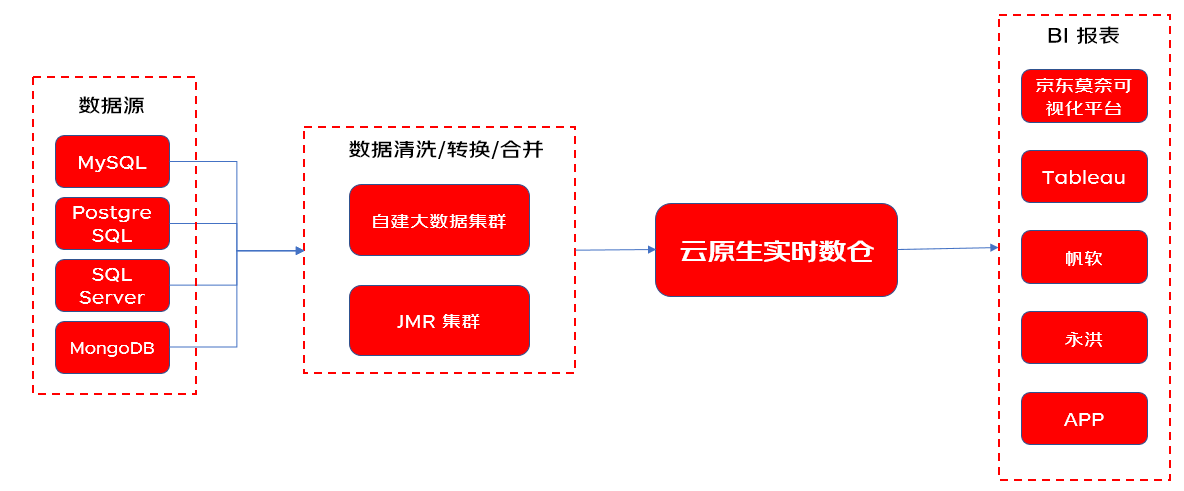 数据源
MySQL
Postgre
SQL
SQL
Server
MongoDB
数据清洗/转换/合并
自建大数据集群
JMR 集群
云原生实时数仓
BI 报表
京东莫奈可
视化平台
Tableau
帆软
永洪
APP